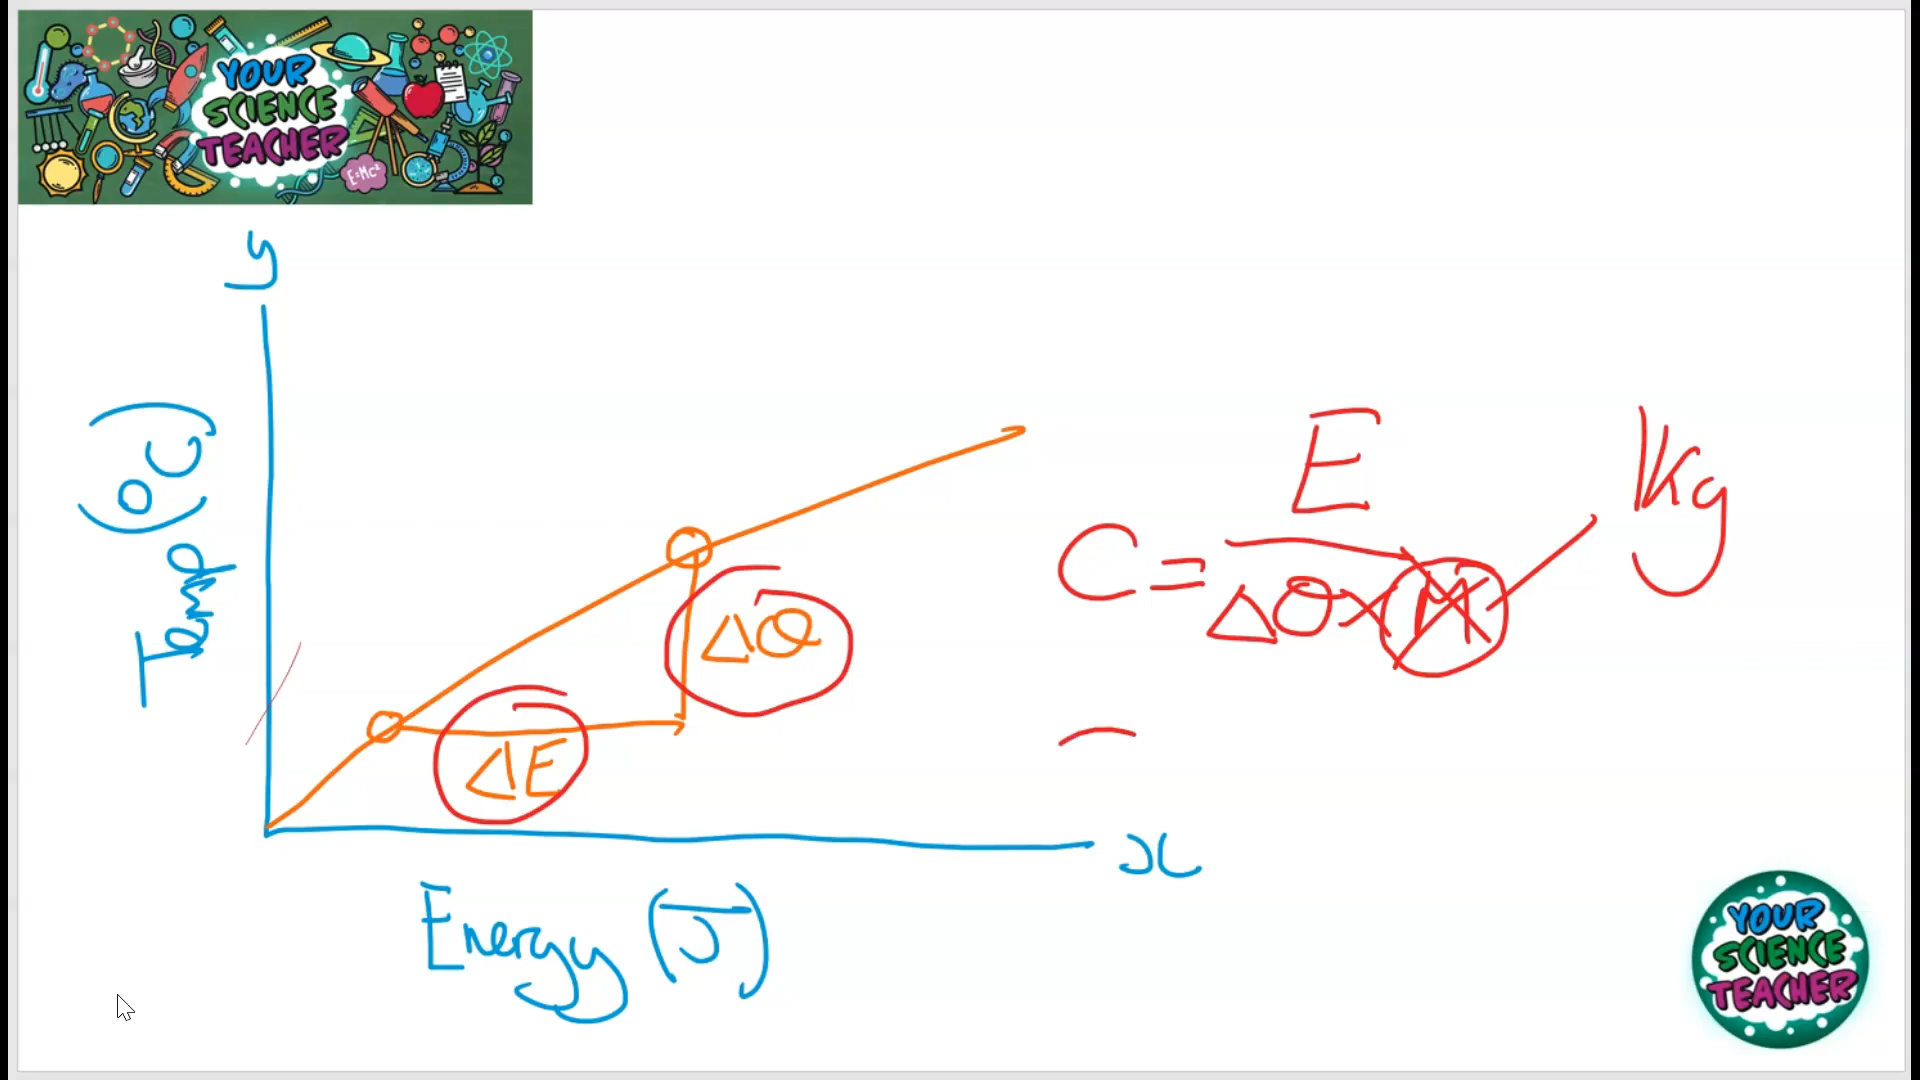 YOUR
SCIENCE
TEACHER
E=MC²
y
Temp (°C)
ΔE
Δθ
Energy (J)
x
C = E
Δθ × M
kg
YOUR
SCIENCE
TEACHER